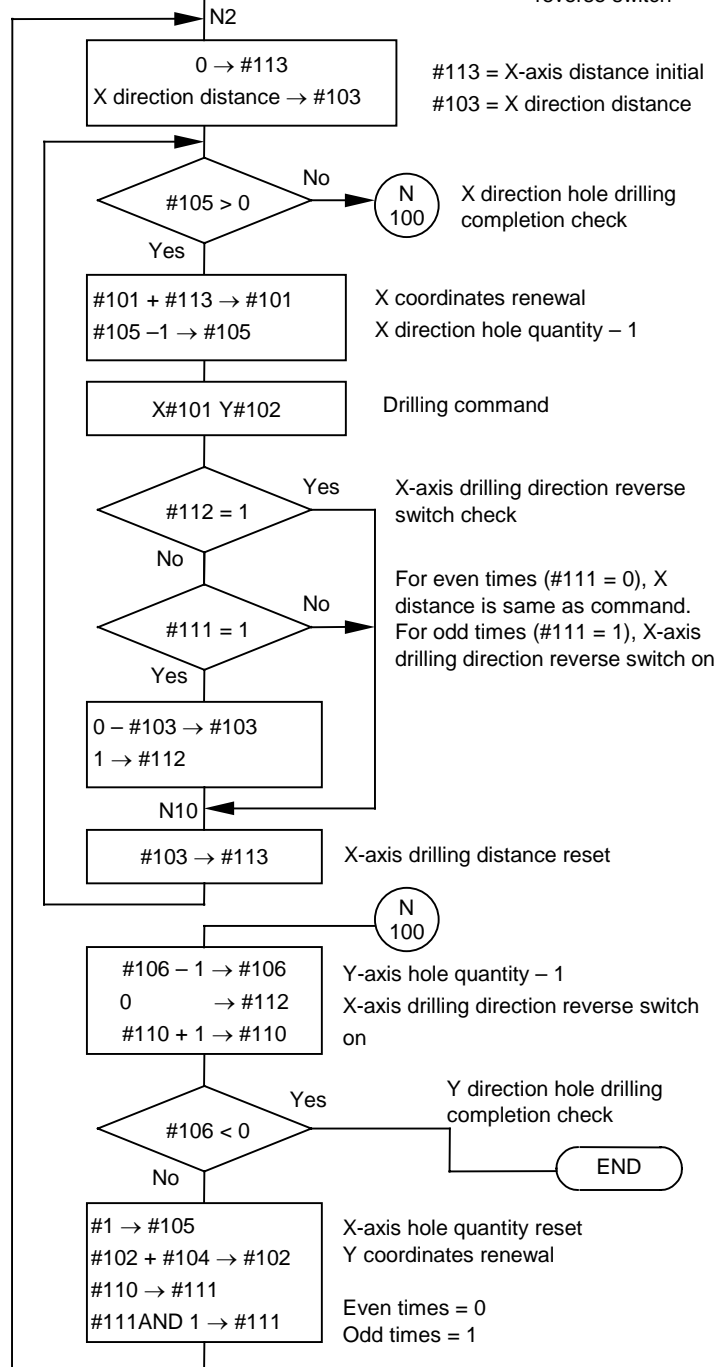 reverse switch
N2
0 → #113
X direction distance → #103
#113 = X-axis distance initial
#103 = X direction distance
#105 > 0
No
N
100
X direction hole drilling
completion check
Yes
#101 + #113 → #101
#105 –1 → #105
X coordinates renewal
X direction hole quantity – 1
X#101 Y#102
Drilling command
#112 = 1
Yes
X-axis drilling direction reverse
switch check
No
#111 = 1
No
For even times (#111 = 0), X
distance is same as command.
For odd times (#111 = 1), X-axis
drilling direction reverse switch on
Yes
0 – #103 → #103
1 → #112
N10
#103 → #113
X-axis drilling distance reset
N
100
#106 – 1 → #106
0 → #112
#110 + 1 → #110
Y-axis hole quantity – 1
X-axis drilling direction reverse switch
on
#106 < 0
Yes
Y direction hole drilling
completion check
END
No
#1 → #105
#102 + #104 → #102
#110 → #111
#111AND 1 → #111
X-axis hole quantity reset
Y coordinates renewal
Even times = 0
Odd times = 1